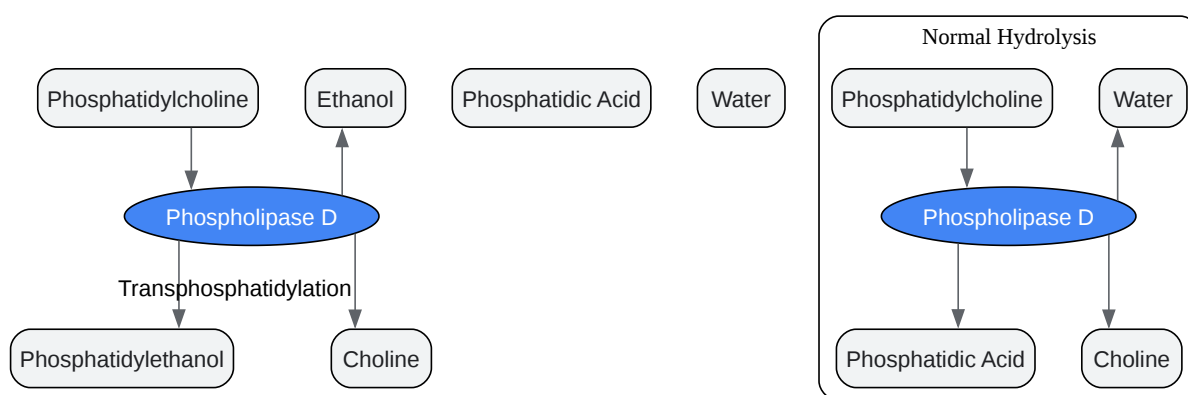 Normal Hydrolysis
Phosphatidylcholine
Ethanol
Phosphatidic Acid
Water
Phosphatidylcholine
Water
Phospholipase D
Phospholipase D
Transphosphatidylation
Phosphatidylethanol
Choline
Phosphatidic Acid
Choline